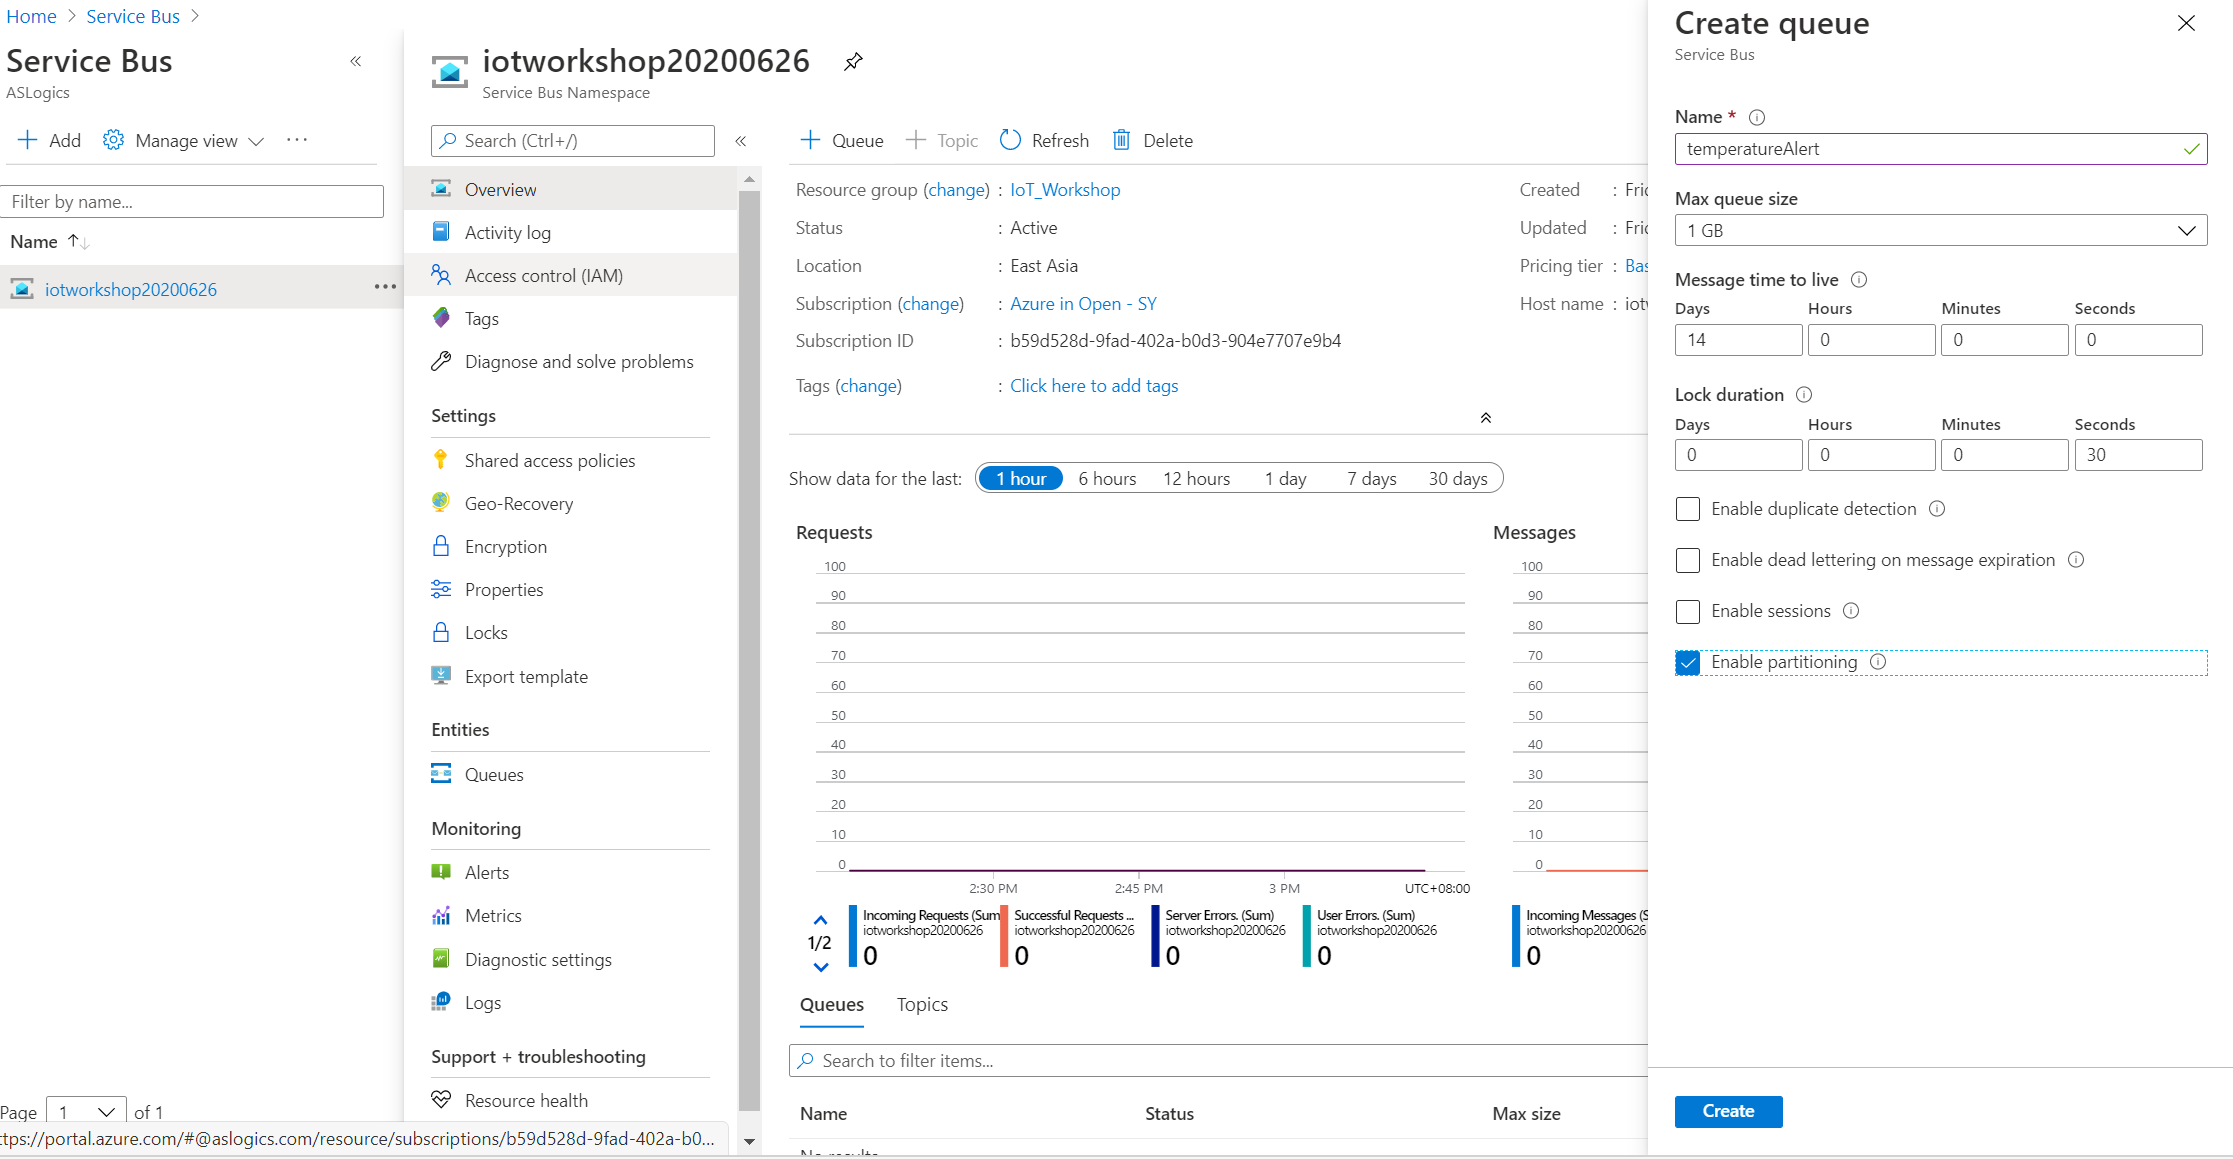 Home > Service Bus >
Service Bus
ASLogics
Add
Manage view
Filter by name...
Name
iotworkshop20200626
Page 1 of 1
iotworkshop20200626
Service Bus Namespace
Search (Ctrl+/)
Overview
Activity log
Access control (IAM)
Tags
Diagnose and solve problems
Settings
Shared access policies
Geo-Recovery
Encryption
Properties
Locks
Export template
Entities
Queues
Monitoring
Alerts
Metrics
Diagnostic settings
Logs
Support + troubleshooting
Resource health
ttps://portal.azure.com/#@aslogics.com/resource/subscriptions/b59d528d-9fad-402a-b0...
Queue
Topic
Refresh
Delete
Resource group (change) : IoT_Workshop
Status : Active
Location : East Asia
Subscription (change) : Azure in Open - SY
Subscription ID : b59d528d-9fad-402a-b0d3-904e7707e9b4
Tags (change) : Click here to add tags
Created :
Updated :
Pricing tier :
Host name :
Show data for the last: 1 hour 6 hours 12 hours 1 day 7 days 30 days
Requests
100
90
80
70
60
50
40
30
20
10
0
2:30 PM 2:45 PM 3 PM UTC+08:00
1/2
Incoming Requests (Sum
iotworkshop20200626
0
Successful Requests ...
iotworkshop20200626
0
Server Errors. (Sum)
iotworkshop20200626
0
User Errors. (Sum)
iotworkshop20200626
0
Messages
100
90
80
70
60
50
40
30
20
10
0
Incoming Messages (S
iotworkshop20200626
0
Queues Topics
Search to filter items...
Name Status Max size
No results
Create queue
Service Bus
Name *
temperatureAlert
Max queue size
1 GB
Message time to live
Days Hours Minutes Seconds
14 0 0 0
Lock duration
Days Hours Minutes Seconds
0 0 0 30
Enable duplicate detection
Enable dead lettering on message expiration
Enable sessions
Enable partitioning
Create